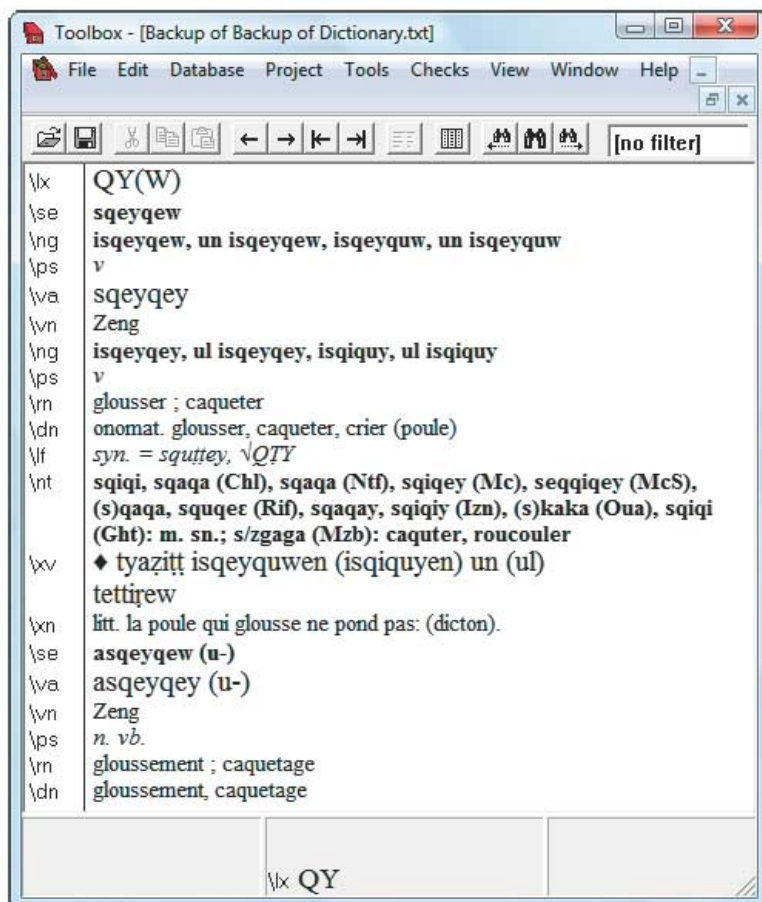 Toolbox - [Backup of Backup of Dictionary.txt]
File Edit Database Project Tools Checks View Window Help
[no filter]
\lx QY(W)
\se sqeyqew
\ng isqeyqew, un isqeyqew, isqeyquw, un isqeyquw
\ps v
\va sqeyqey
\vn Zeng
\ng isqeyqey, ul isqeyqey, isqiquy, ul isqiquy
\ps v
\rn glousser ; caqueter
\dn onomat. glousser, caqueter, crier (poule)
\lf syn. = squṭṭey, √QṬY
\nt sqiqi, sqaqa (Chl), sqaqa (Ntf), sqiqey (Mc), seqqiqey (McS),
(s)qaqa, squqeɛ (Rif), sqaqay, sqiqiy (Izn), (s)kaka (Oua), sqiqi
(Ght): m. sn.; s/zgaga (Mzb): caquter, roucouler
\xv ♦ tyaẓiṭṭ isqeyquwen (isqiquyen) un (ul)
tettiṛew
\xn litt. la poule qui glousse ne pond pas: (dicton).
\se asqeyqew (u-)
\va asqeyqey (u-)
\vn Zeng
\ps n. vb.
\rn gloussement ; caquetage
\dn gloussement, caquetage
\lx QY